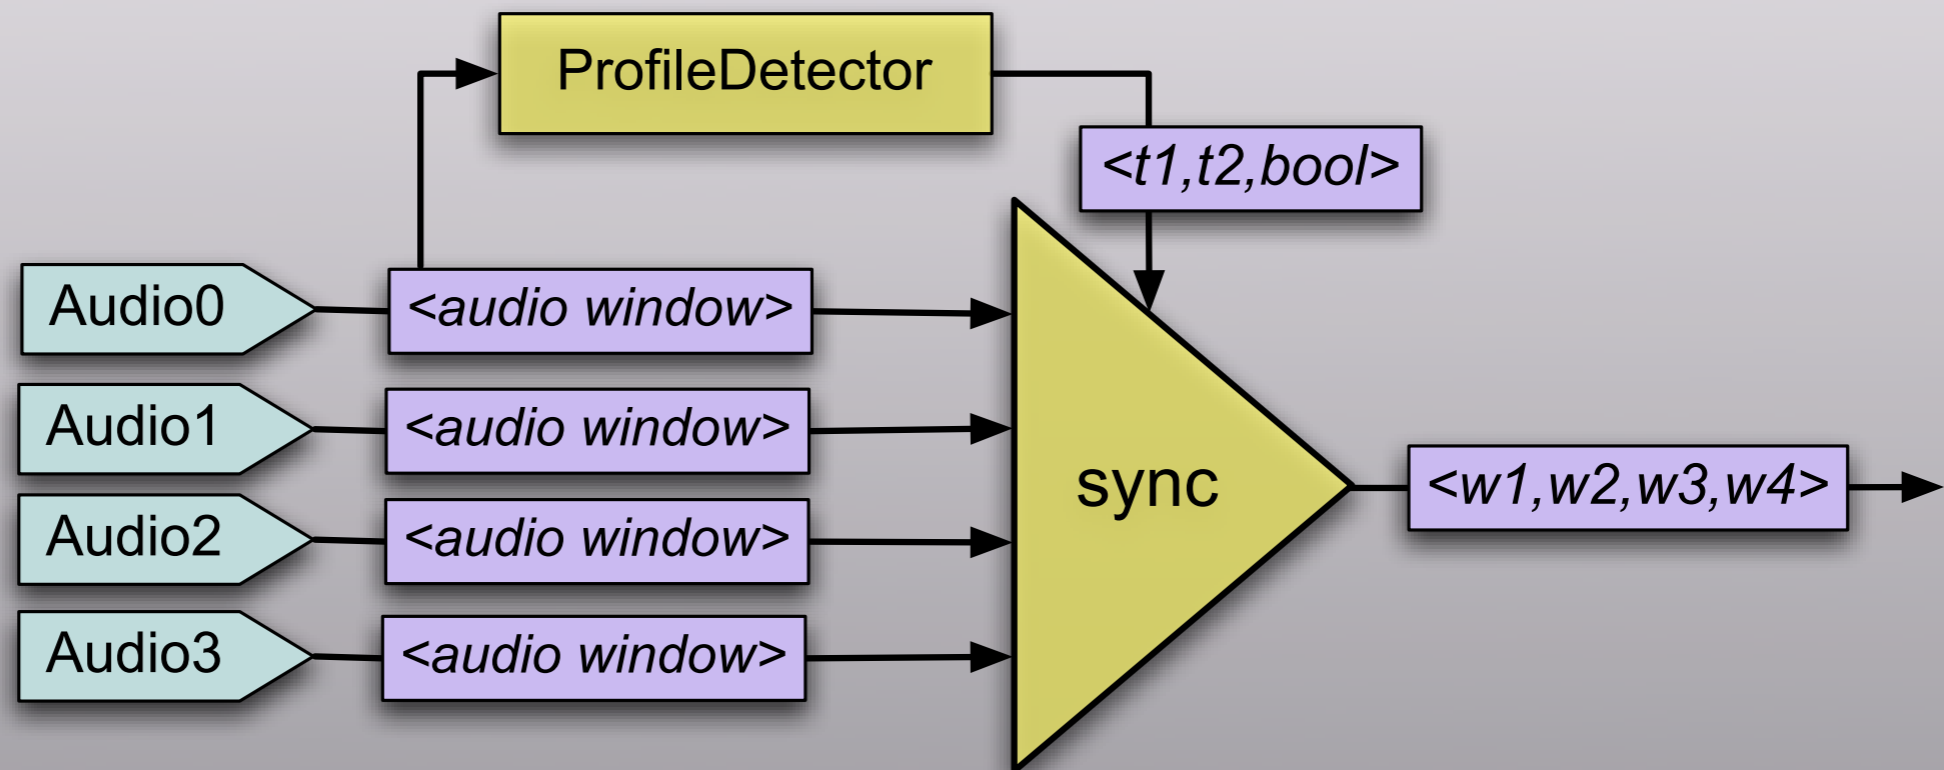 ProfileDetector
<t1,t2,bool>
Audio0
<audio window>
Audio1
<audio window>
sync
<w1,w2,w3,w4>
Audio2
<audio window>
Audio3
<audio window>